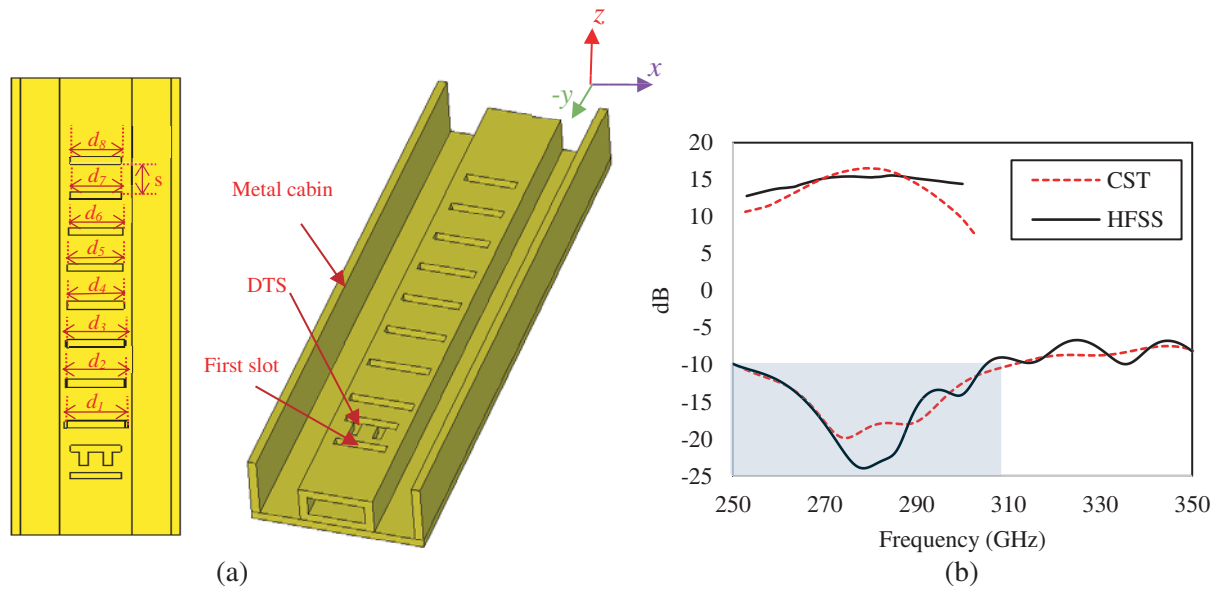 d8
d7
s
d6
d5
d4
d3
d2
d1
z
x
-y
Metal cabin
DTS
First slot
(a)
20
15
10
5
0
-5
-10
-15
-20
-25
dB
CST
HFSS
250 270 290 310 330 350
Frequency (GHz)
(b)